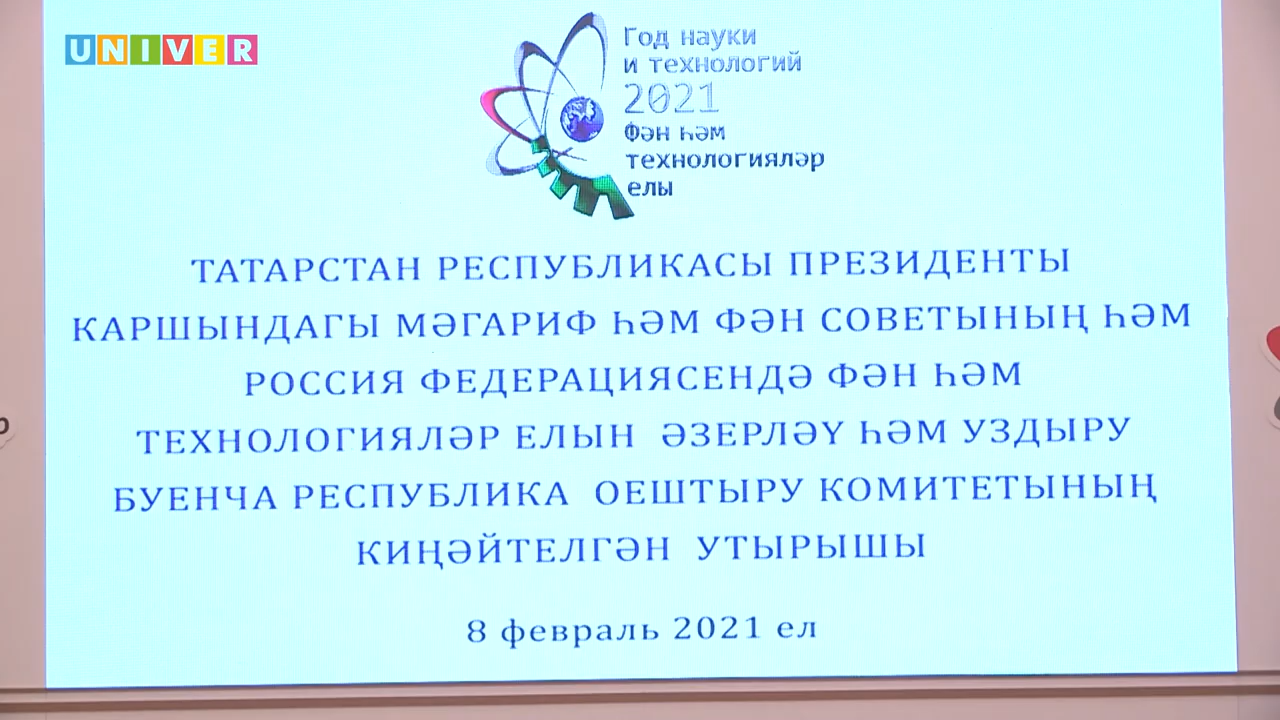 UNIVER
Год науки
и технологий
2021
Фән һәм
технологияләр
елы
ТАТАРСТАН РЕСПУБЛИКАСЫ ПРЕЗИДЕНТЫ
КАРШЫНДАГЫ МӘГАРИФ ҺӘМ ФӘН СОВЕТЫНЫҢ ҺӘМ
РОССИЯ ФЕДЕРАЦИЯСЕНДӘ ФӘН ҺӘМ
ТЕХНОЛОГИЯЛӘР ЕЛЫН ӘЗЕРЛӘҮ ҺӘМ УЗДЫРУ
БУЕНЧА РЕСПУБЛИКА ОЕШТЫРУ КОМИТЕТЫНЫҢ
КИҢӘЙТЕЛГӘН УТЫРЫШЫ
8 февраль 2021 ел